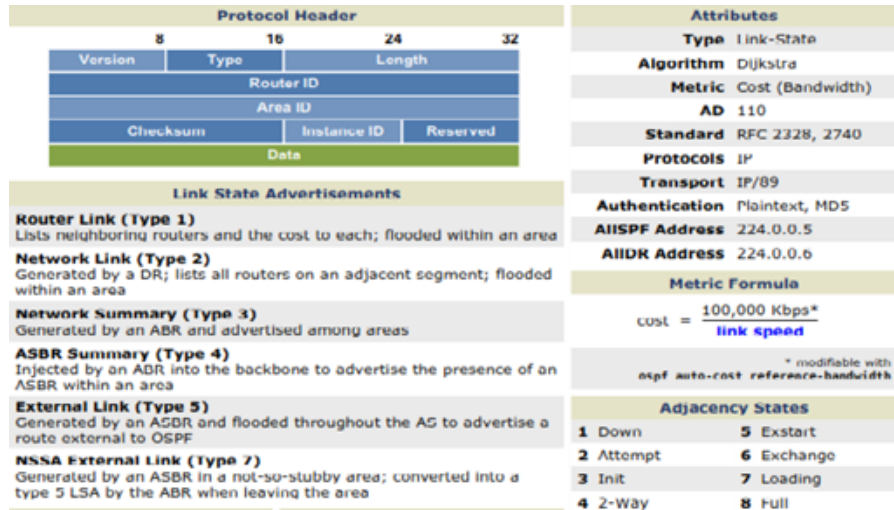 Protocol Header
8 16 24 32
Version Type Length
Router ID
Area ID
Checksum Instance ID Reserved
Data
Link State Advertisements
Router Link (Type 1)
Lists neighboring routers and the cost to each; flooded within an area
Network Link (Type 2)
Generated by a DR; lists all routers on an adjacent segment; flooded
within an area
Network Summary (Type 3)
Generated by an ABR and advertised among areas
ASBR Summary (Type 4)
Injected by an ABR into the backbone to advertise the presence of an
ASBR within an area
External Link (Type 5)
Generated by an ASBR and flooded throughout the AS to advertise a
route external to OSPF
NSSA External Link (Type 7)
Generated by an ASBR in a not-so-stubby area; converted into a
type 5 LSA by the ABR when leaving the area
Attributes
Type Link-State
Algorithm Dijkstra
Metric Cost (Bandwidth)
AD 110
Standard RFC 2328, 2740
Protocols IP
Transport IP/89
Authentication Plaintext, MD5
AllSPF Address 224.0.0.5
AllDR Address 224.0.0.6
Metric Formula
cost = 100,000 Kbps*
link speed
* modifiable with
ospf auto-cost reference-bandwidth
Adjacency States
1 Down 5 Exstart
2 Attempt 6 Exchange
3 Init 7 Loading
4 2-Way 8 Full